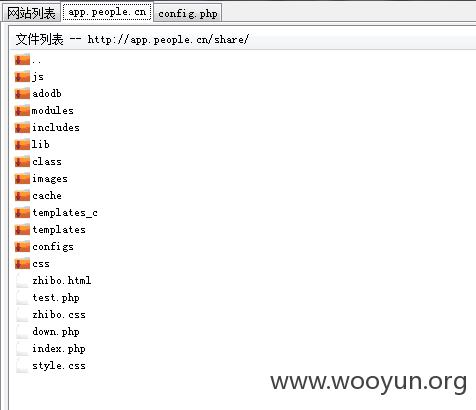 网站列表 app.people.cn config.php
文件列表 -- http://app.people.cn/share/
..
js
adodb
modules
includes
lib
class
images
cache
templates_c
templates
configs
css
zhibo.html
test.php
zhibo.css
down.php
index.php
style.css
www.wooyun.org